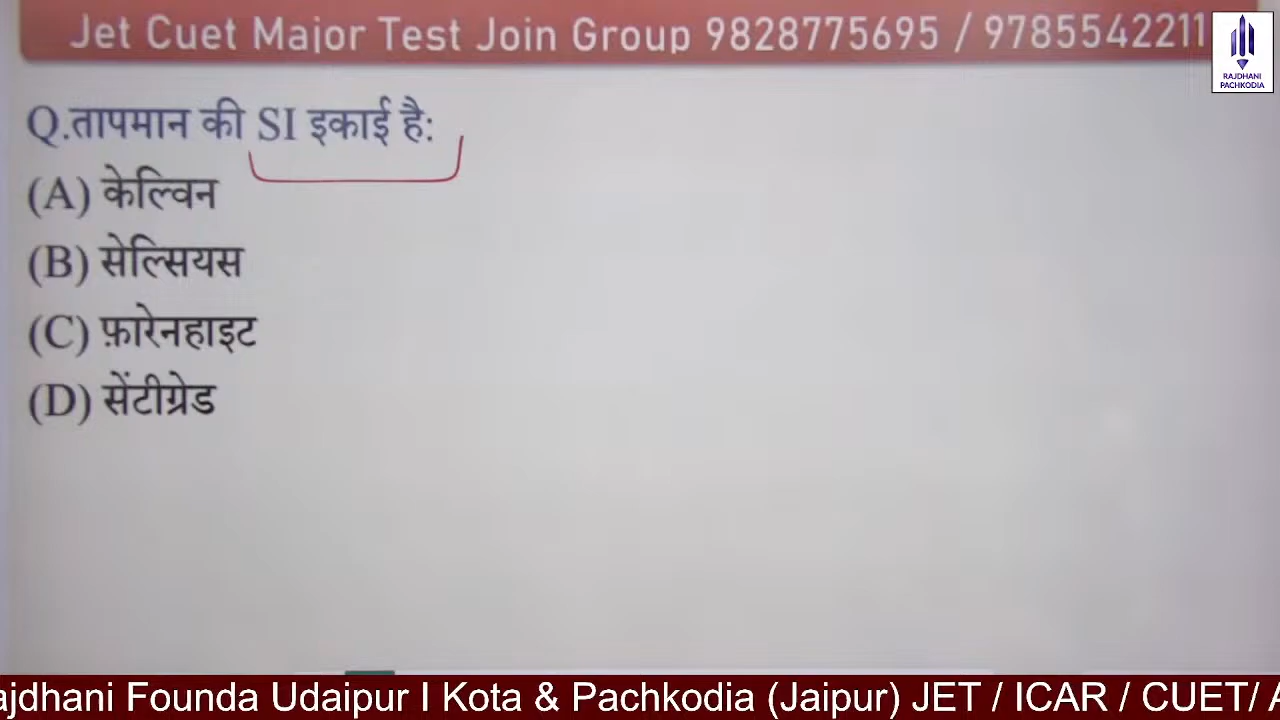 Jet Cuet Major Test Join Group 9828775695 / 9785542211
RAJDHANI
PACHKODIA
Q.तापमान की SI इकाई है:
(A) केल्विन
(B) सेल्सियस
(C) फ़ारेनहाइट
(D) सेंटीग्रेड
ajdhani Founda Udaipur I Kota & Pachkodia (Jaipur) JET / ICAR / CUET/ A